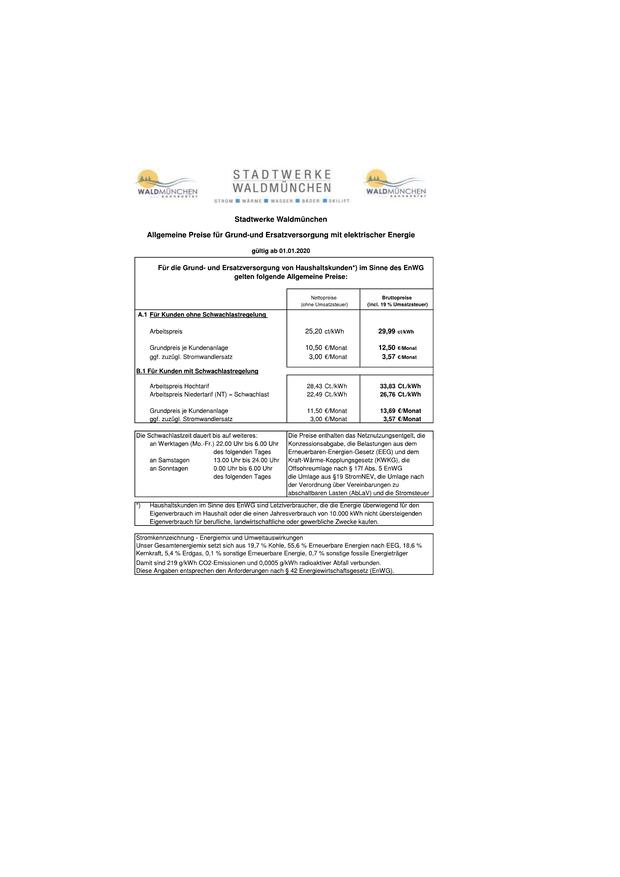 WALDMÜNCHEN
STADTWERKE
WALDMÜNCHEN
STROM WÄRME WASSER BÄDER SKILIFT
WALDMÜNCHEN
Stadtwerke Waldmünchen
Allgemeine Preise für Grund-und Ersatzversorgung mit elektrischer Energie
gültig ab 01.01.2020
Für die Grund- und Ersatzversorgung von Haushaltskunden*) im Sinne des EnWG
gelten folgende Allgemeine Preise:
Nettopreise Bruttopreise
(ohne Umsatzsteuer) (incl. 19 % Umsatzsteuer)
A.1 Für Kunden ohne Schwachlastregelung
Arbeitspreis 25,20 ct/kWh 29,99 ct/kWh
Grundpreis je Kundenanlage 10,50 €/Monat 12,50 €/Monat
ggf. zuzügl. Stromwandlersatz 3,00 €/Monat 3,57 €/Monat
B.1 Für Kunden mit Schwachlastregelung
Arbeitspreis Hochtarif 28,43 Ct./kWh 33,83 Ct./kWh
Arbeitspreis Niedertarif (NT) = Schwachlast 22,49 Ct./kWh 26,76 Ct./kWh
Grundpreis je Kundenanlage 11,50 €/Monat 13,69 €/Monat
ggf. zuzügl. Stromwandlersatz 3,00 €/Monat 3,57 €/Monat
Die Schwachlastzeit dauert bis auf weiteres:
an Werktagen (Mo.-Fr.) 22.00 Uhr bis 6.00 Uhr
des folgenden Tages
an Samstagen 13.00 Uhr bis 24.00 Uhr
an Sonntagen 0.00 Uhr bis 6.00 Uhr
des folgenden Tages
Die Preise enthalten das Netznutzungsentgelt, die
Konzessionsabgabe, die Belastungen aus dem
Erneuerbaren-Energien-Gesetz (EEG) und dem
Kraft-Wärme-Kopplungsgesetz (KWKG), die
Offsohreumlage nach § 17f Abs. 5 EnWG
die Umlage aus §19 StromNEV, die Umlage nach
der Verordnung über Vereinbarungen zu
abschaltbaren Lasten (AbLaV) und die Stromsteuer
*) Haushaltskunden im Sinne des EnWG sind Letztverbraucher, die die Energie überwiegend für den
Eigenverbrauch im Haushalt oder die einen Jahresverbrauch von 10.000 kWh nicht übersteigenden
Eigenverbrauch für berufliche, landwirtschaftliche oder gewerbliche Zwecke kaufen.
Stromkennzeichnung - Energiemix und Umweltauswirkungen
Unser Gesamtenergiemix setzt sich aus 19,7 % Kohle, 55,6 % Erneuerbare Energien nach EEG, 18,6 %
Kernkraft, 5,4 % Erdgas, 0,1 % sonstige Erneuerbare Energie, 0,7 % sonstige fossile Energieträger
Damit sind 219 g/kWh CO2-Emissionen und 0,0005 g/kWh radioaktiver Abfall verbunden.
Diese Angaben entsprechen den Anforderungen nach § 42 Energiewirtschaftsgesetz (EnWG).